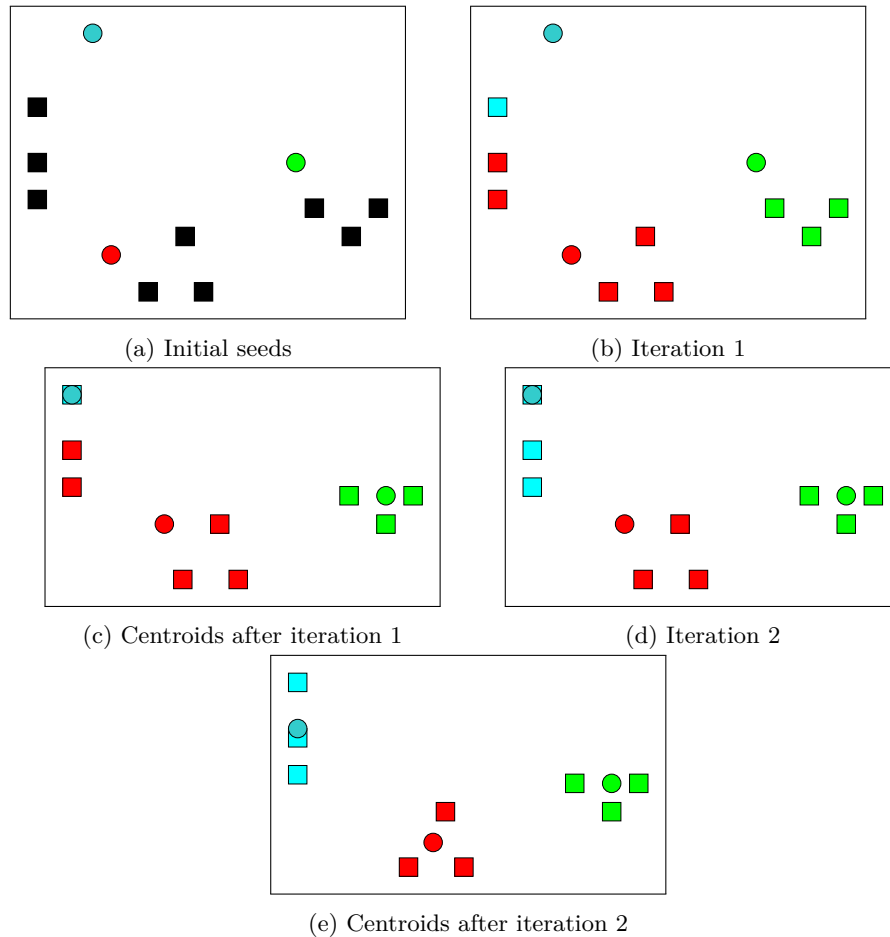 (a) Initial seeds
(b) Iteration 1
(c) Centroids after iteration 1
(d) Iteration 2
(e) Centroids after iteration 2